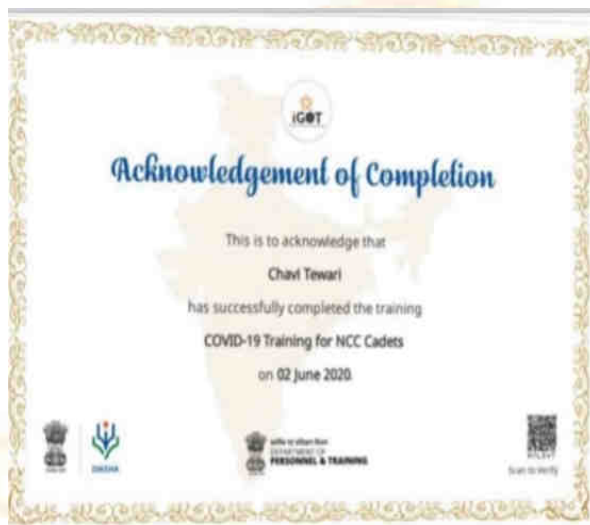 iGOT
Acknowledgement of Completion
This is to acknowledge that
Chavi Tewari
has successfully completed the training
COVID-19 Training for NCC Cadets
on 02 June 2020
DIKSHA
DEPARTMENT OF
PERSONNEL & TRAINING
Scan to Verify